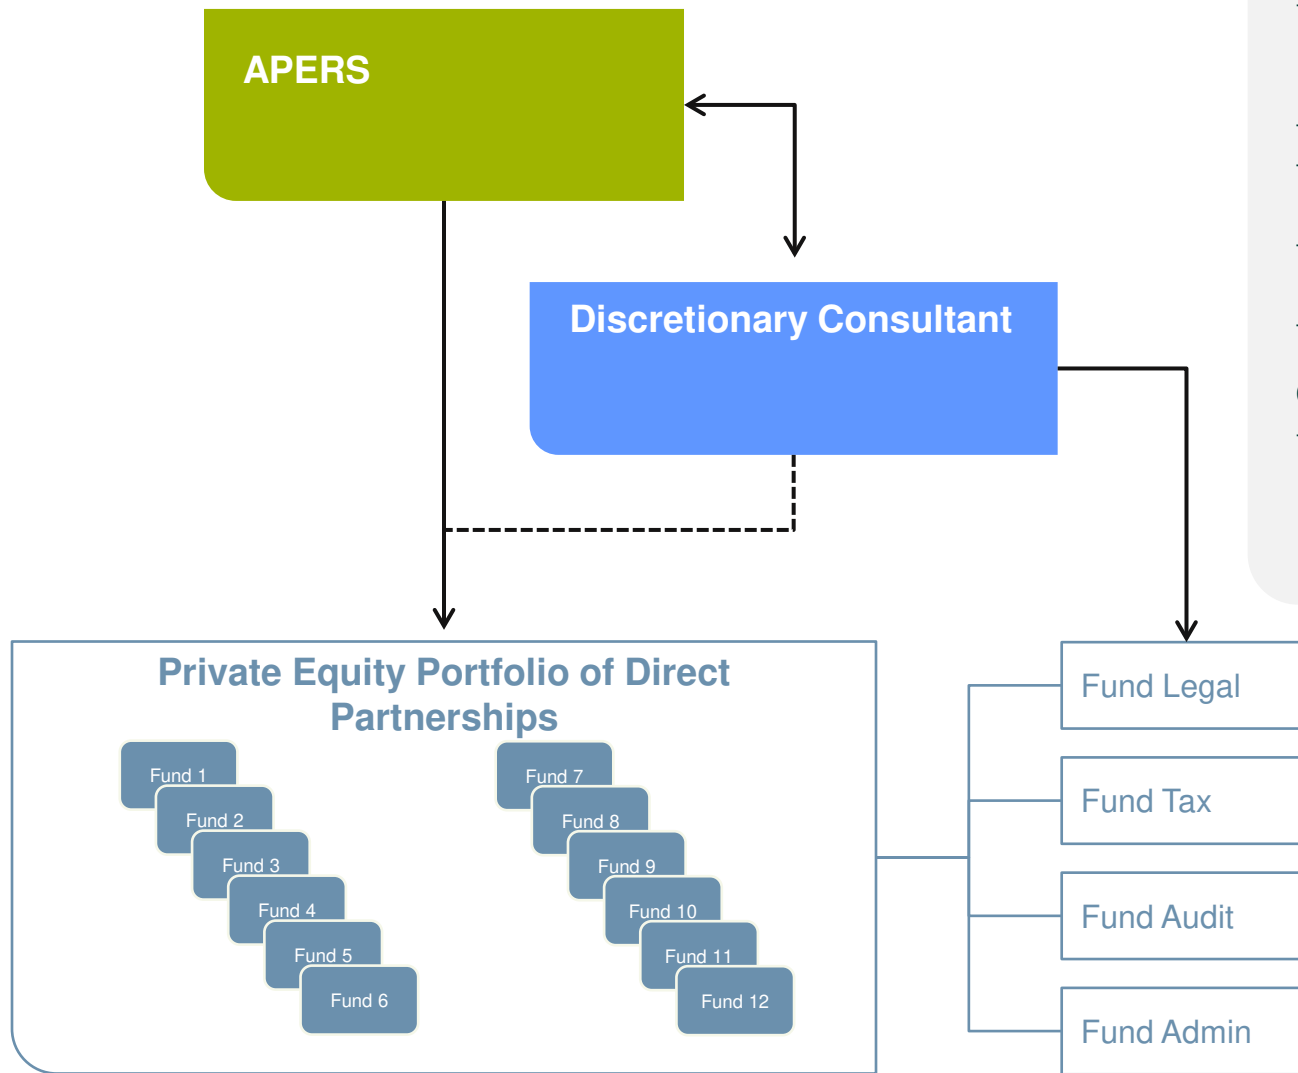 APERS
Discretionary Consultant
Private Equity Portfolio of Direct
Partnerships
Fund 1
Fund 2
Fund 3
Fund 4
Fund 5
Fund 6
Fund 7
Fund 8
Fund 9
Fund 10
Fund 11
Fund 12
Fund Legal
Fund Tax
Fund Audit
Fund Admin